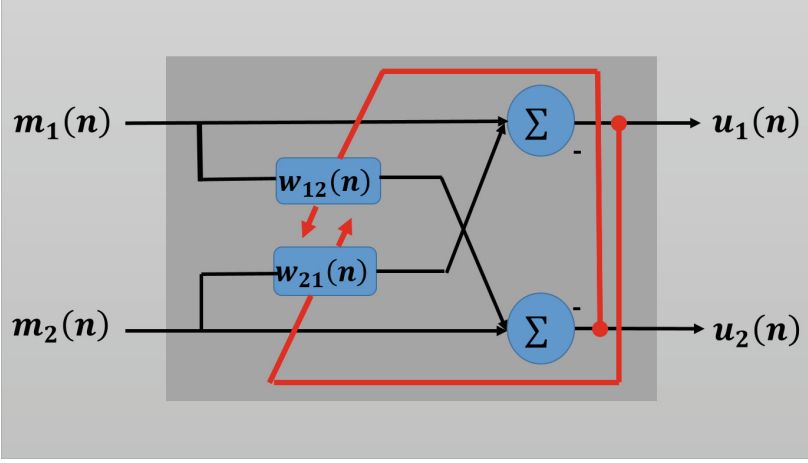 m₁(n)
Σ
u₁(n)
-
w₁₂(n)
w₂₁(n)
-
m₂(n)
Σ
u₂(n)